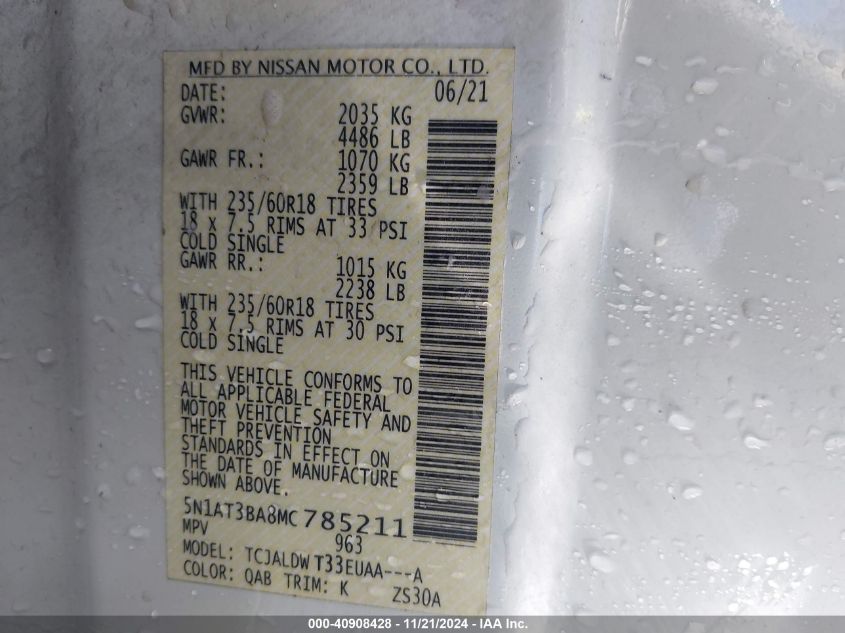 MFD BY NISSAN MOTOR CO., LTD.
DATE: 06/21
GVWR: 2035 KG
4486 LB
GAWR FR.: 1070 KG
2359 LB
WITH 235/60R18 TIRES
18 x 7.5 RIMS AT 33 PSI
COLD SINGLE
GAWR RR.: 1015 KG
2238 LB
WITH 235/60R18 TIRES
18 x 7.5 RIMS AT 30 PSI
COLD SINGLE
THIS VEHICLE CONFORMS TO
ALL APPLICABLE FEDERAL
MOTOR VEHICLE SAFETY AND
THEFT PREVENTION
STANDARDS IN EFFECT ON
THE DATE OF MANUFACTURE
SHOWN ABOVE.
5N1AT3BA8MC785211
MPV 963
MODEL: TCJALDW T33EUAA---A
COLOR: QAB TRIM: K ZS30A
000-40908428 - 11/21/2024 - IAA Inc.